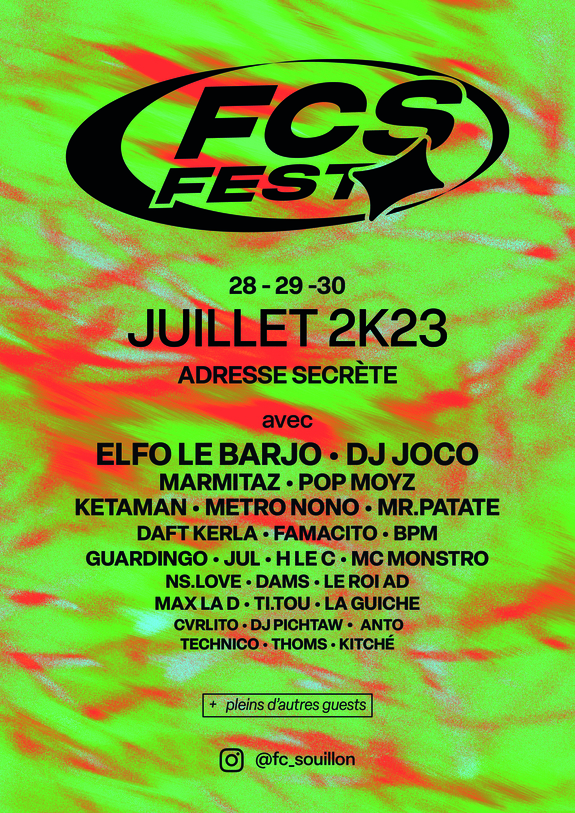 FCS
FEST
28 - 29 -30
JUILLET 2K23
ADRESSE SECRÈTE
avec
ELFO LE BARJO • DJ JOCO
MARMITAZ • POP MOYZ
KETAMAN • METRO NONO • MR.PATATE
DAFT KERLA • FAMACITO • BPM
GUARDINGO • JUL • H LE C • MC MONSTRO
NS.LOVE • DAMS • LE ROI AD
MAX LA D • TI.TOU • LA GUICHE
CVRLITO • DJ PICHTAW • ANTO
TECHNICO • THOMS • KITCHÉ
+ pleins d'autres guests
@fc_souillon